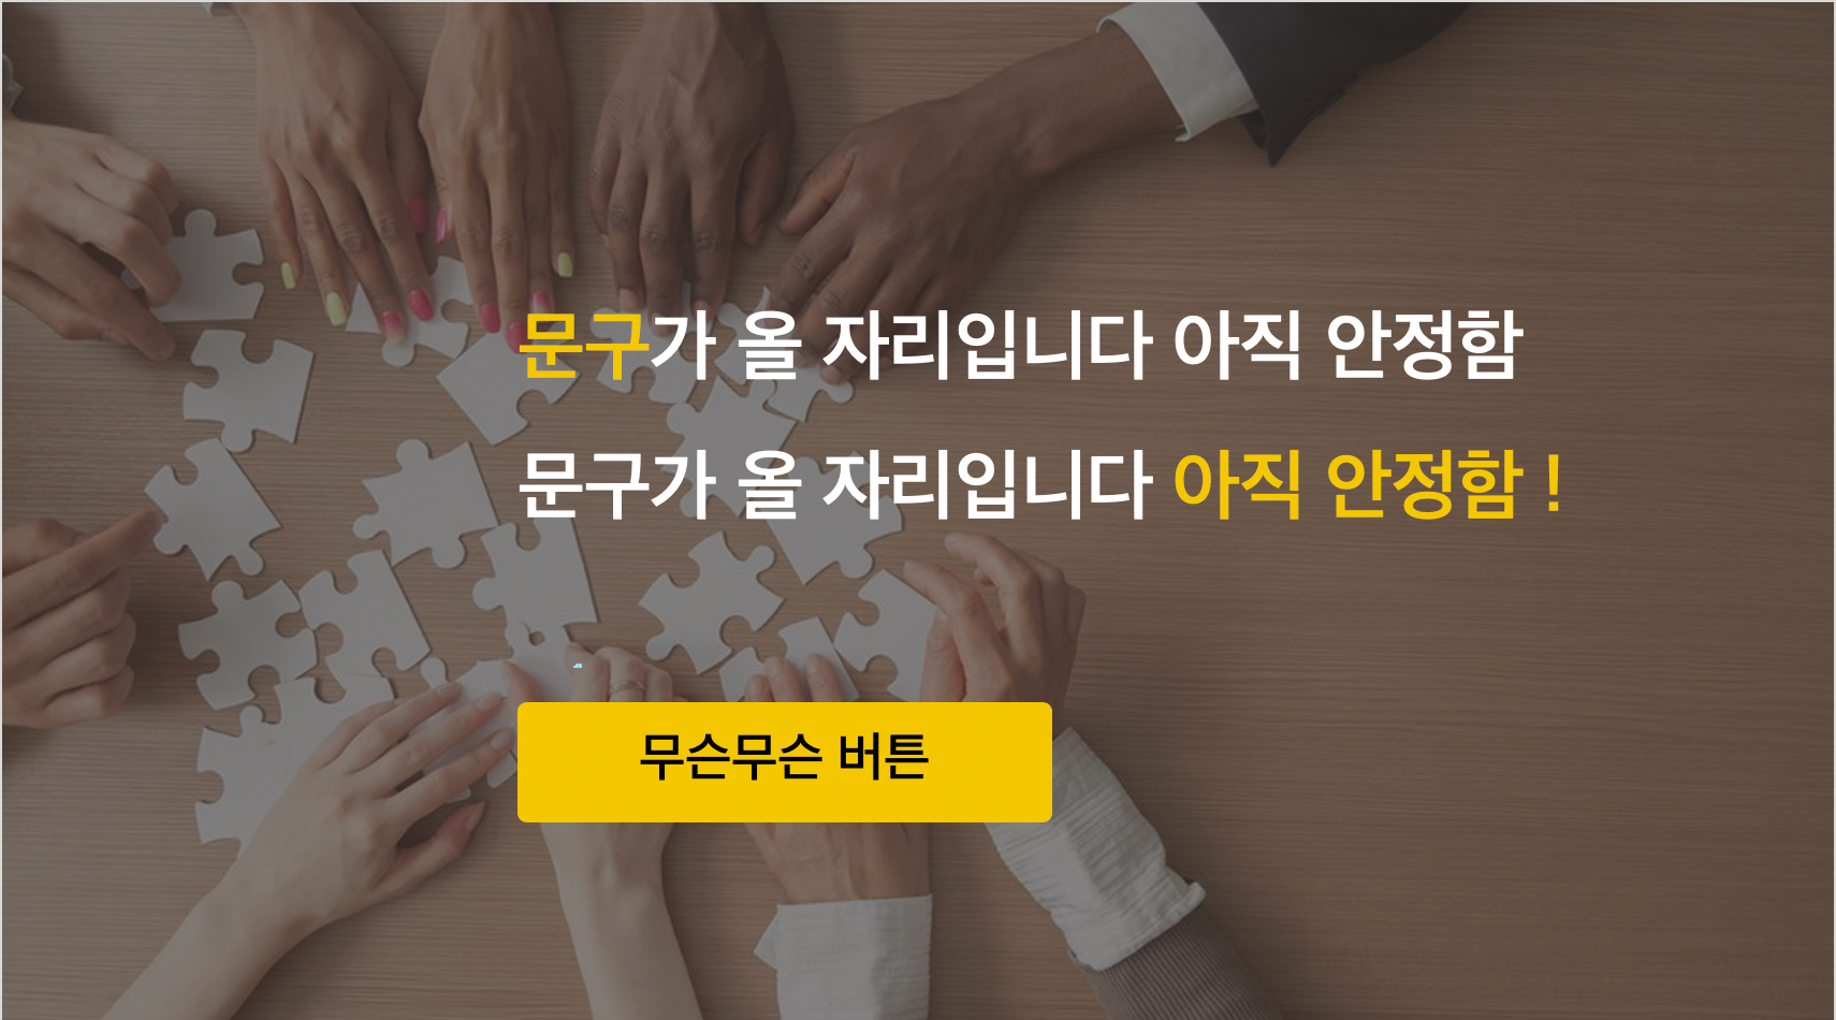 문구가 올 자리입니다 아직 안정함
문구가 올 자리입니다 아직 안정함 !
무슨무슨 버튼